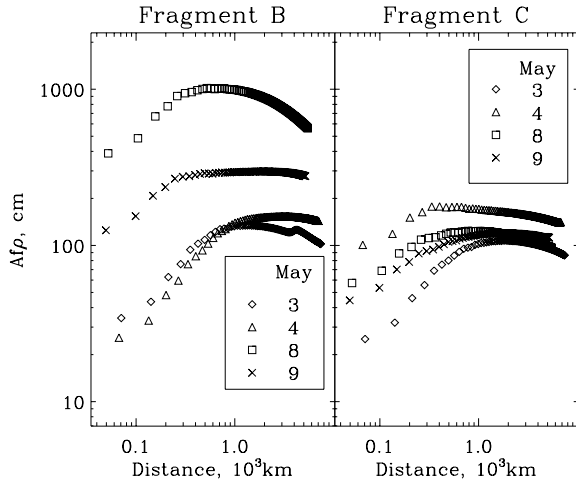 Fragment B
Fragment C
1000
100
10
Afρ, cm
May
3
4
8
9
May
3
4
8
9
0.1
1.0
0.1
1.0
Distance, 10³km
Distance, 10³km